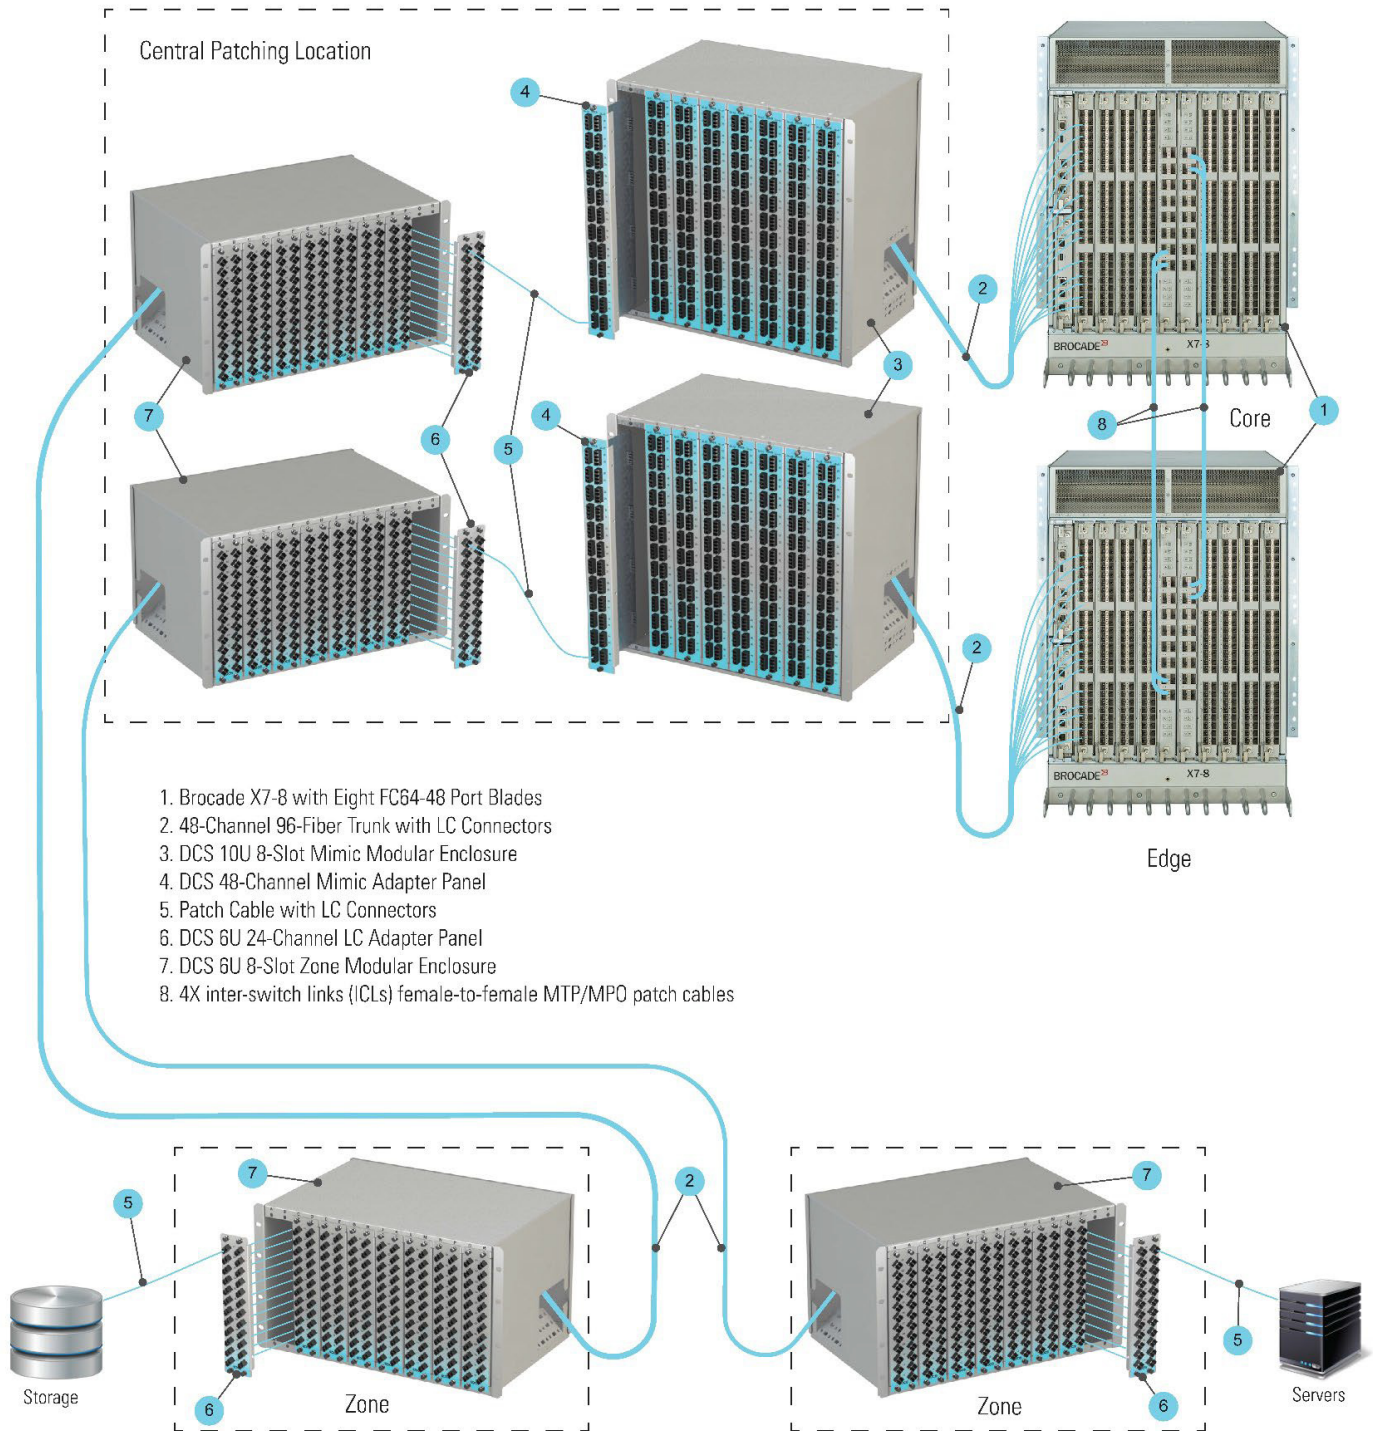 Central Patching Location
4
2
3
BROCADE
X7-8
7
6
5
4
8
Core
1
2
BROCADE
X7-8
Edge
1. Brocade X7-8 with Eight FC64-48 Port Blades
2. 48-Channel 96-Fiber Trunk with LC Connectors
3. DCS 10U 8-Slot Mimic Modular Enclosure
4. DCS 48-Channel Mimic Adapter Panel
5. Patch Cable with LC Connectors
6. DCS 6U 24-Channel LC Adapter Panel
7. DCS 6U 8-Slot Zone Modular Enclosure
8. 4X inter-switch links (ICLs) female-to-female MTP/MPO patch cables
7
2
7
5
5
Storage
6
Zone
Zone
6
Servers